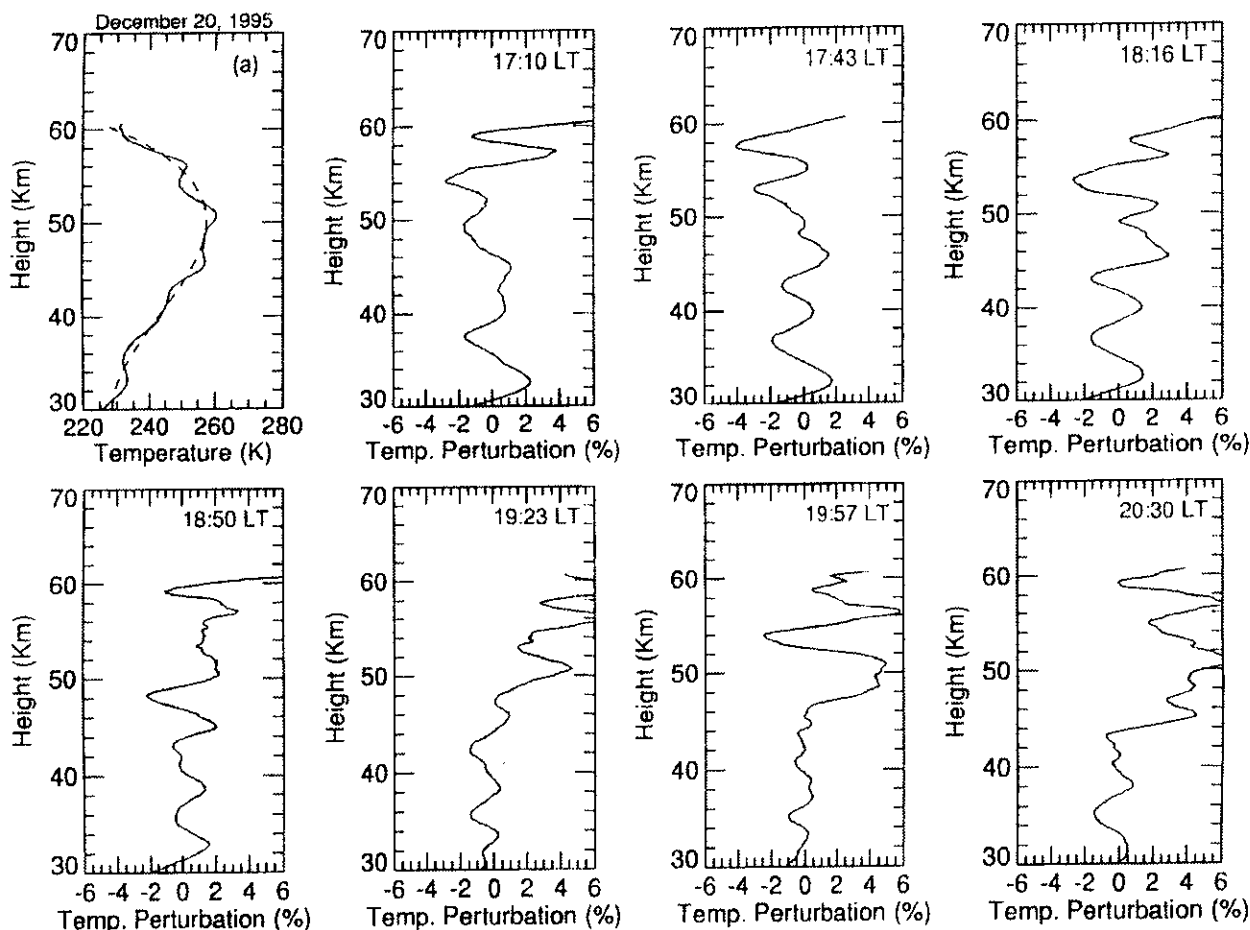 December 20, 1995
70
60
50
40
30
Height (Km)
(a)
220 240 260 280
Temperature (K)
70
60
50
40
30
Height (Km)
17:10 LT
-6 -4 -2 0 2 4 6
Temp. Perturbation (%)
70
60
50
40
30
Height (Km)
17:43 LT
-6 -4 -2 0 2 4 6
Temp. Perturbation (%)
70
60
50
40
30
Height (Km)
18:16 LT
-6 -4 -2 0 2 4 6
Temp. Perturbation (%)
70
60
50
40
30
Height (Km)
18:50 LT
-6 -4 -2 0 2 4 6
Temp. Perturbation (%)
70
60
50
40
30
Height (Km)
19:23 LT
-6 -4 -2 0 2 4 6
Temp. Perturbation (%)
70
60
50
40
30
Height (Km)
19:57 LT
-6 -4 -2 0 2 4 6
Temp. Perturbation (%)
70
60
50
40
30
Height (Km)
20:30 LT
-6 -4 -2 0 2 4 6
Temp. Perturbation (%)